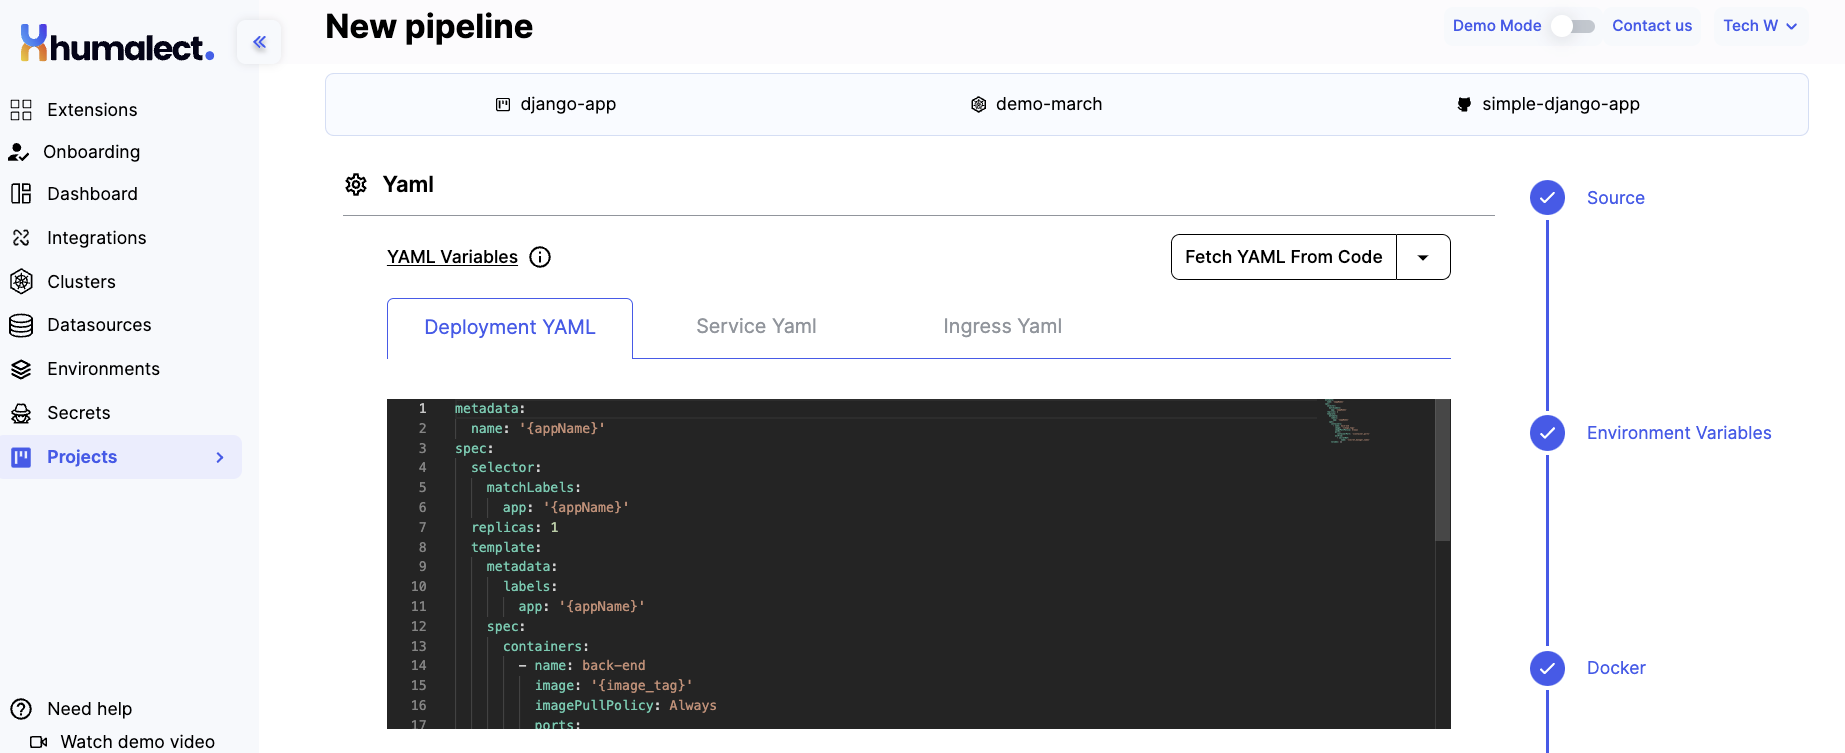 humalect.
Extensions
Onboarding
Dashboard
Integrations
Clusters
Datasources
Environments
Secrets
Projects
Need help
Watch demo video
New pipeline
Demo Mode
Contact us
Tech W
django-app
demo-march
simple-django-app
Yaml
YAML Variables
Fetch YAML From Code
Deployment YAML
Service Yaml
Ingress Yaml
1 metadata:
2 name: '{appName}'
3 spec:
4 selector:
5 matchLabels:
6 app: '{appName}'
7 replicas: 1
8 template:
9 metadata:
10 labels:
11 app: '{appName}'
12 spec:
13 containers:
14 - name: back-end
15 image: '{image_tag}'
16 imagePullPolicy: Always
17 ports:
Source
Environment Variables
Docker